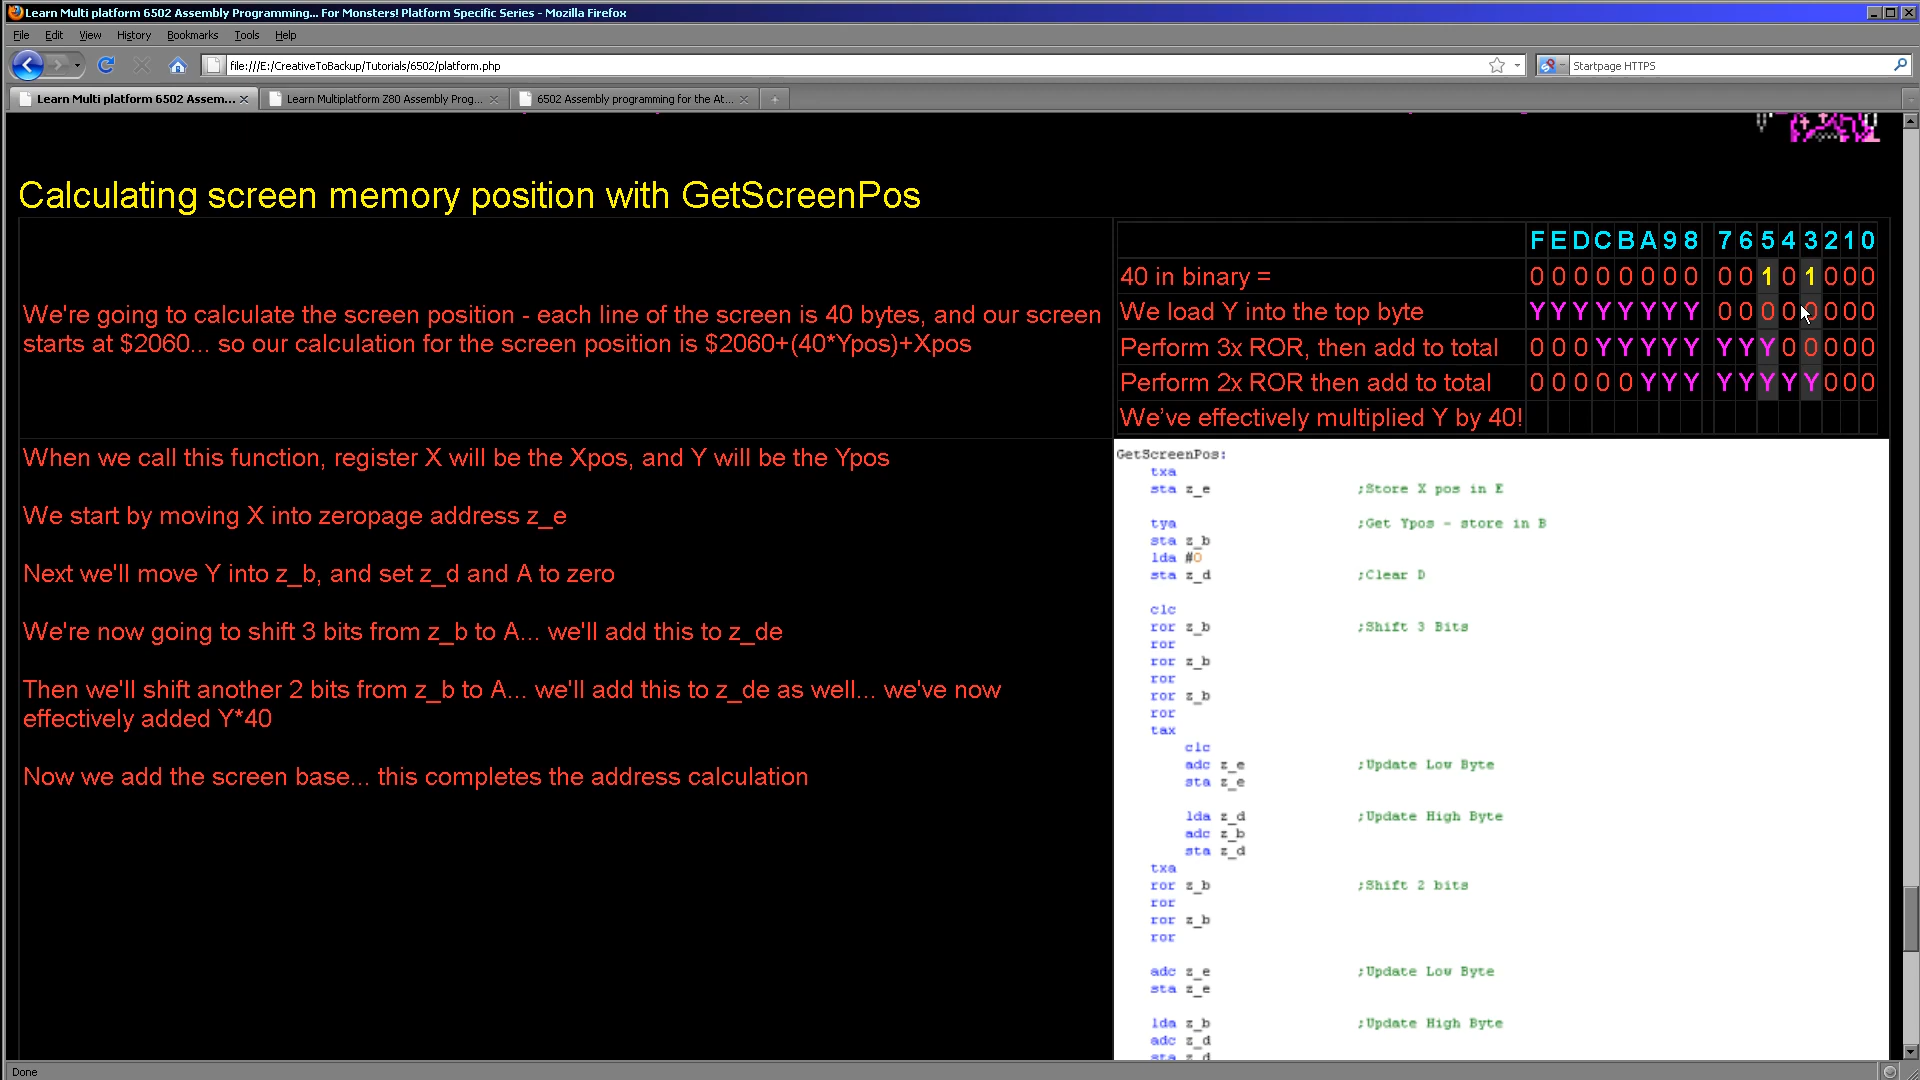 Learn Multi platform 6502 Assembly Programming... For Monsters! Platform Specific Series - Mozilla Firefox
File Edit View History Bookmarks Tools Help
file:///E:/CreativeToBackup/Tutorials/6502/platform.php
Startpage HTTPS
Learn Multi platform 6502 Assem...
Learn Multiplatform Z80 Assembly Prog...
6502 Assembly programming for the At...
Calculating screen memory position with GetScreenPos
We're going to calculate the screen position - each line of the screen is 40 bytes, and our screen
starts at $2060... so our calculation for the screen position is $2060+(40*Ypos)+Xpos
F E D C B A 9 8 7 6 5 4 3 2 1 0
40 in binary = 0 0 0 0 0 0 0 0 0 0 1 0 1 0 0 0
We load Y into the top byte Y Y Y Y Y Y Y Y 0 0 0 0 0 0 0 0
Perform 3x ROR, then add to total 0 0 0 Y Y Y Y Y Y Y Y 0 0 0 0 0
Perform 2x ROR then add to total 0 0 0 0 0 Y Y Y Y Y Y Y Y 0 0 0
We've effectively multiplied Y by 40!
When we call this function, register X will be the Xpos, and Y will be the Ypos
We start by moving X into zeropage address z_e
Next we'll move Y into z_b, and set z_d and A to zero
We're now going to shift 3 bits from z_b to A... we'll add this to z_de
Then we'll shift another 2 bits from z_b to A... we'll add this to z_de as well... we've now
effectively added Y*40
Now we add the screen base... this completes the address calculation
GetScreenPos:
txa
sta z_e ;Store X pos in E
tya ;Get Ypos - store in B
sta z_b
lda #0
sta z_d ;Clear D
clc
ror z_b ;Shift 3 Bits
ror
ror z_b
ror
ror z_b
ror
tax
clc
adc z_e ;Update Low Byte
sta z_e
lda z_d ;Update High Byte
adc z_b
sta z_d
txa
ror z_b ;Shift 2 bits
ror
ror z_b
ror
adc z_e ;Update Low Byte
sta z_e
lda z_b ;Update High Byte
adc z_d
sta z_d
Done